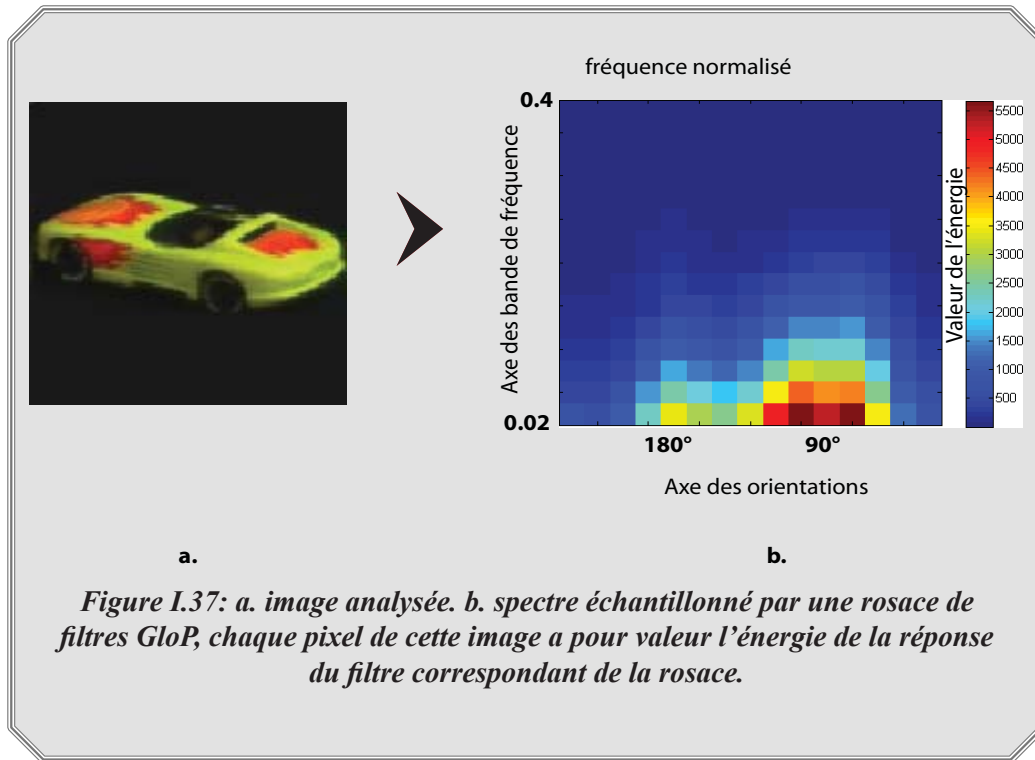 fréquence normalisé
0.4
Axe des bande de fréquence
0.02
180°
90°
Axe des orientations
Valeur de l'énergie
5500
5000
4500
4000
3500
3000
2500
2000
1500
1000
500
a.
b.
Figure I.37: a. image analysée. b. spectre échantillonné par une rosace de
filtres GloP, chaque pixel de cette image a pour valeur l'énergie de la réponse
du filtre correspondant de la rosace.